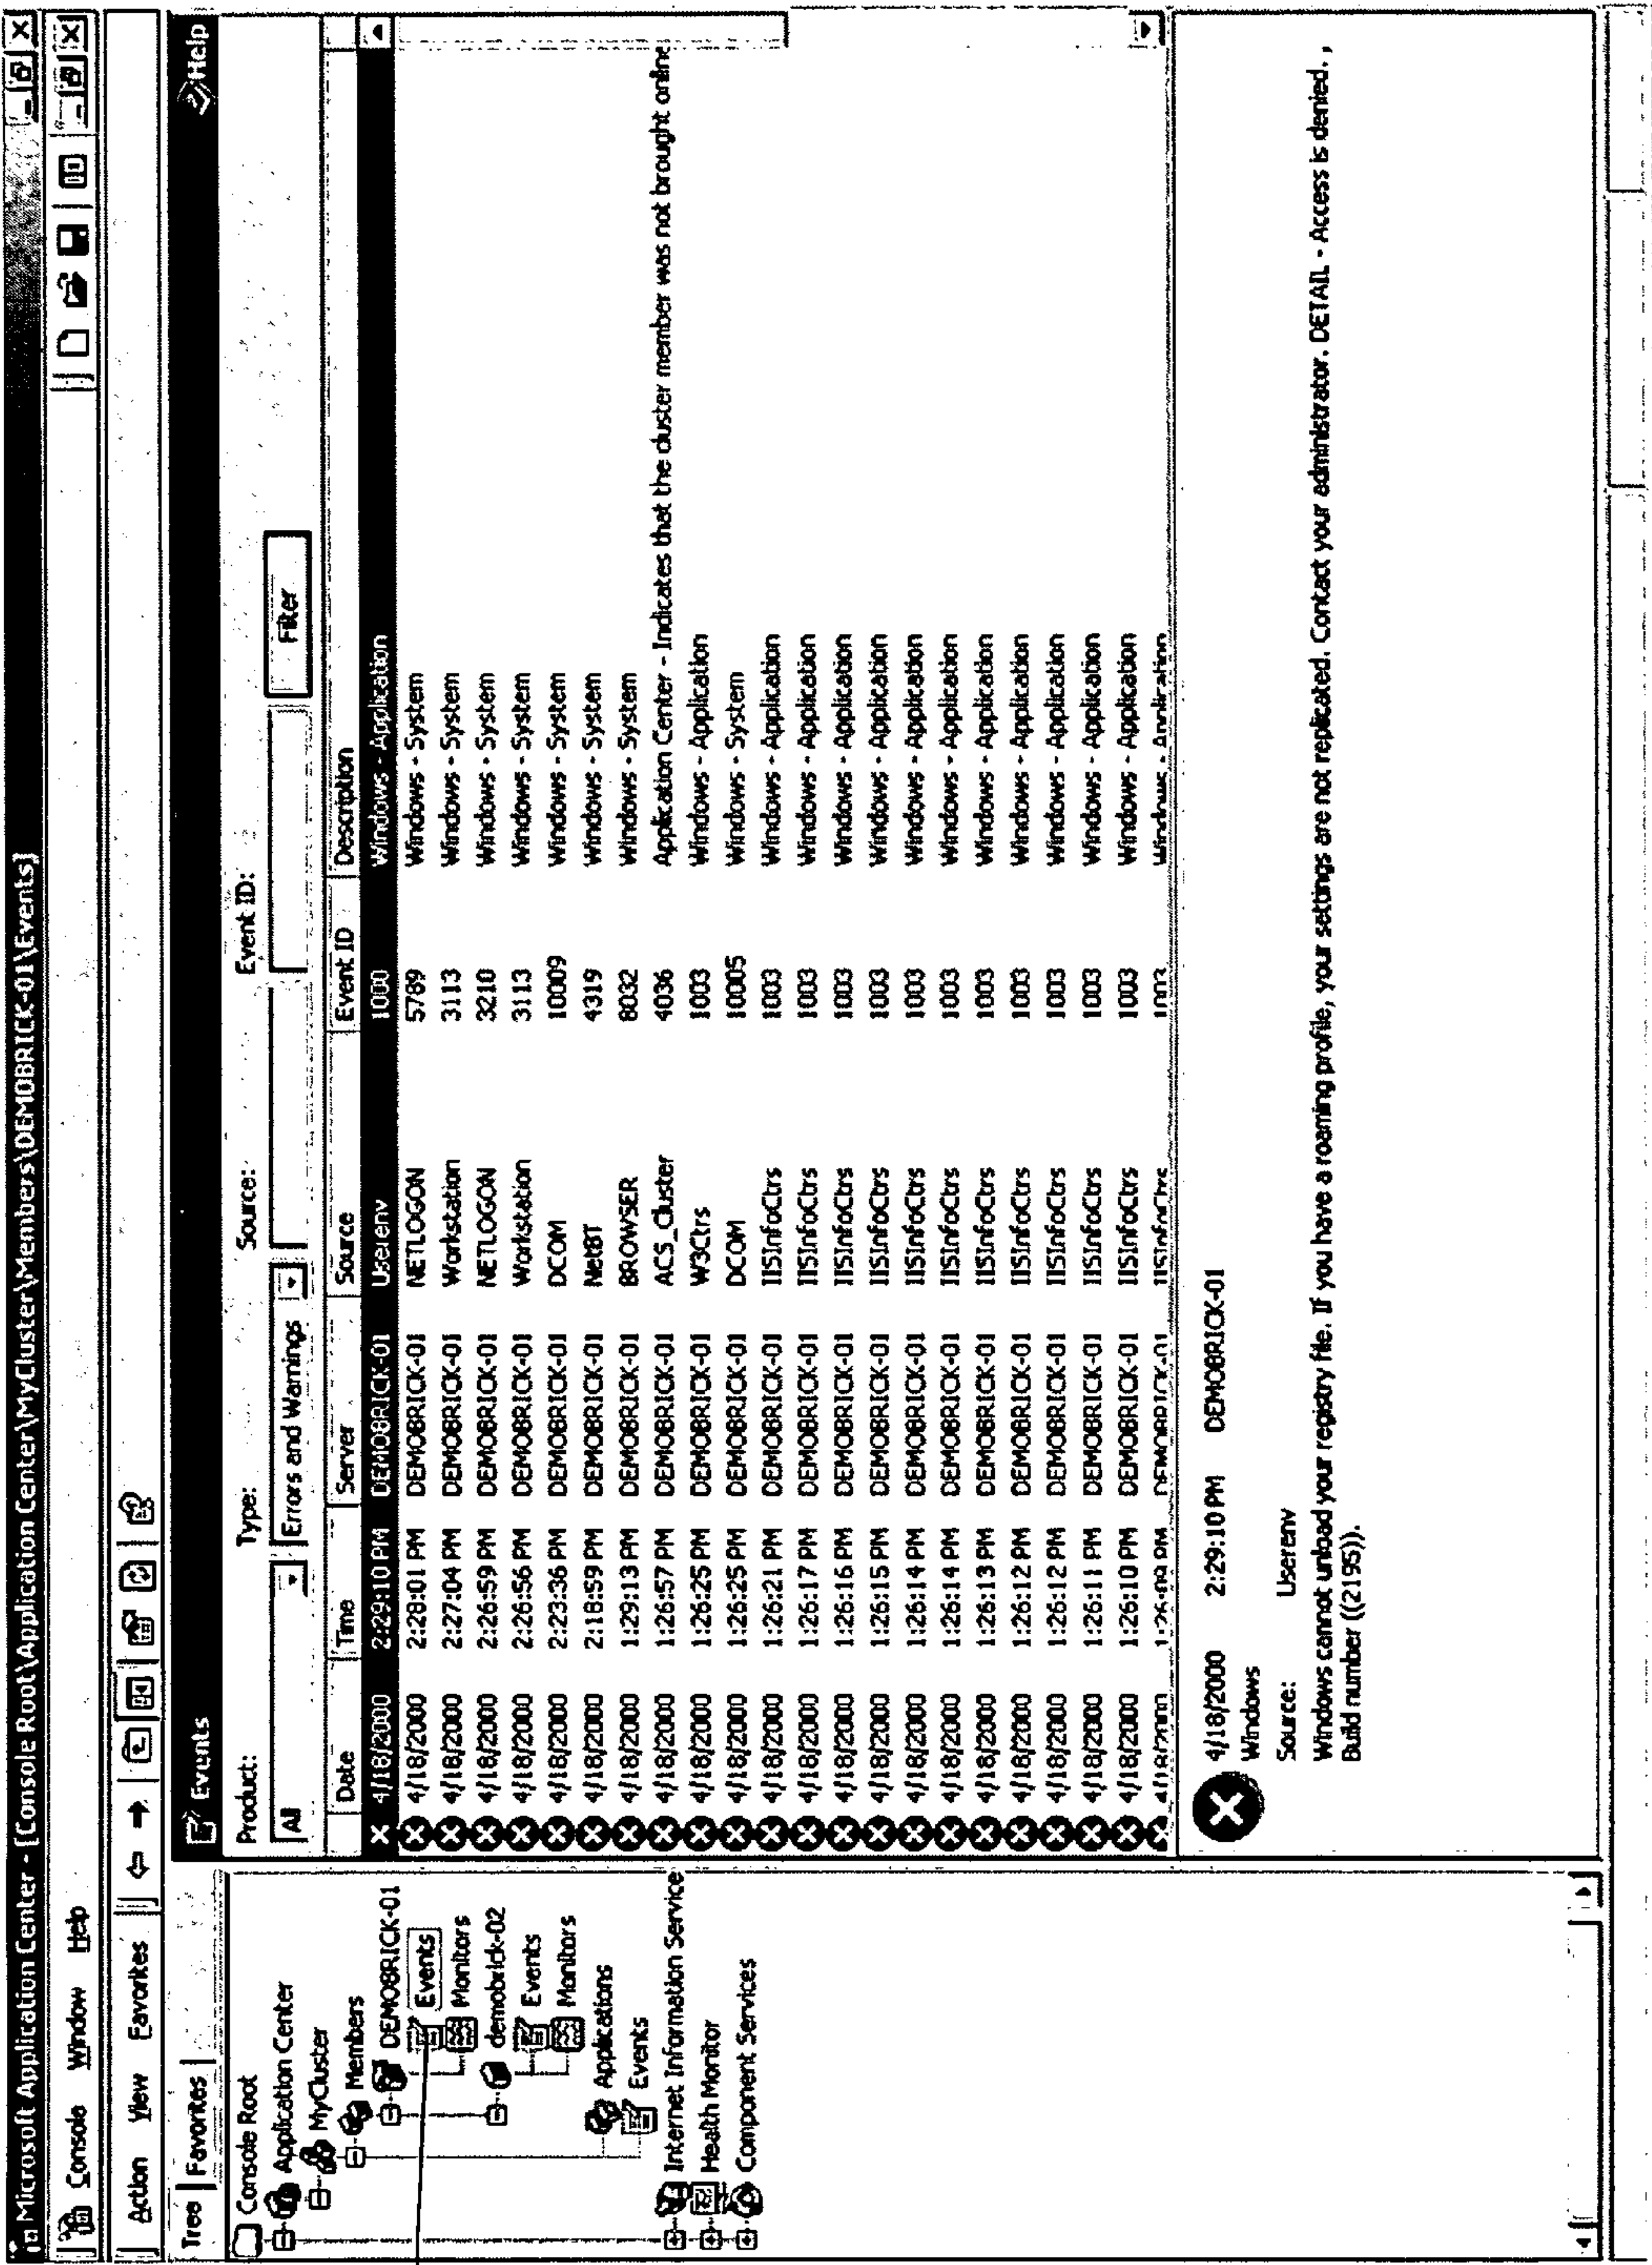 Microsoft Application Center - [Console Root\Application Center\MyCluster\Members\DEMOBRICK-01\Events]
Console Window Help
Action View Favorites
Tree Favorites
Console Root
Application Center
MyCluster
Members
DEMOBRICK-01
Events
Monitors
demobrick-02
Events
Monitors
Applications
Events
Internet Information Service
Health Monitor
Component Services
Events Help
Product: Type: Source: Event ID:
All Errors and Warnings Filter
Date Time Server Source Event ID Description
4/18/2000 2:29:10 PM DEMOBRICK-01 Userenv 1000 Windows - Application
4/18/2000 2:28:01 PM DEMOBRICK-01 NETLOGON 5789 Windows - System
4/18/2000 2:27:04 PM DEMOBRICK-01 Workstation 3113 Windows - System
4/18/2000 2:26:59 PM DEMOBRICK-01 NETLOGON 3210 Windows - System
4/18/2000 2:26:56 PM DEMOBRICK-01 Workstation 3113 Windows - System
4/18/2000 2:23:36 PM DEMOBRICK-01 DCOM 10009 Windows - System
4/18/2000 2:18:59 PM DEMOBRICK-01 NetBT 4319 Windows - System
4/18/2000 1:29:13 PM DEMOBRICK-01 BROWSER 8032 Windows - System
4/18/2000 1:26:57 PM DEMOBRICK-01 ACS_Cluster 4036 Application Center - Indicates that the cluster member was not brought online
4/18/2000 1:26:25 PM DEMOBRICK-01 W3Ctrs 1003 Windows - Application
4/18/2000 1:26:25 PM DEMOBRICK-01 DCOM 10005 Windows - System
4/18/2000 1:26:21 PM DEMOBRICK-01 IISInfoCtrs 1003 Windows - Application
4/18/2000 1:26:17 PM DEMOBRICK-01 IISInfoCtrs 1003 Windows - Application
4/18/2000 1:26:16 PM DEMOBRICK-01 IISInfoCtrs 1003 Windows - Application
4/18/2000 1:26:15 PM DEMOBRICK-01 IISInfoCtrs 1003 Windows - Application
4/18/2000 1:26:14 PM DEMOBRICK-01 IISInfoCtrs 1003 Windows - Application
4/18/2000 1:26:14 PM DEMOBRICK-01 IISInfoCtrs 1003 Windows - Application
4/18/2000 1:26:13 PM DEMOBRICK-01 IISInfoCtrs 1003 Windows - Application
4/18/2000 1:26:12 PM DEMOBRICK-01 IISInfoCtrs 1003 Windows - Application
4/18/2000 1:26:12 PM DEMOBRICK-01 IISInfoCtrs 1003 Windows - Application
4/18/2000 1:26:11 PM DEMOBRICK-01 IISInfoCtrs 1003 Windows - Application
4/18/2000 1:26:10 PM DEMOBRICK-01 IISInfoCtrs 1003 Windows - Application
4/18/2000 1:26:09 PM DEMOBRICK-01 IISInfoCtrs 1003 Windows - Application
4/18/2000 2:29:10 PM DEMOBRICK-01
Windows
Source: Userenv
Windows cannot unload your registry file. If you have a roaming profile, your settings are not replicated. Contact your administrator. DETAIL - Access is denied. ,
Build number ((2195)).